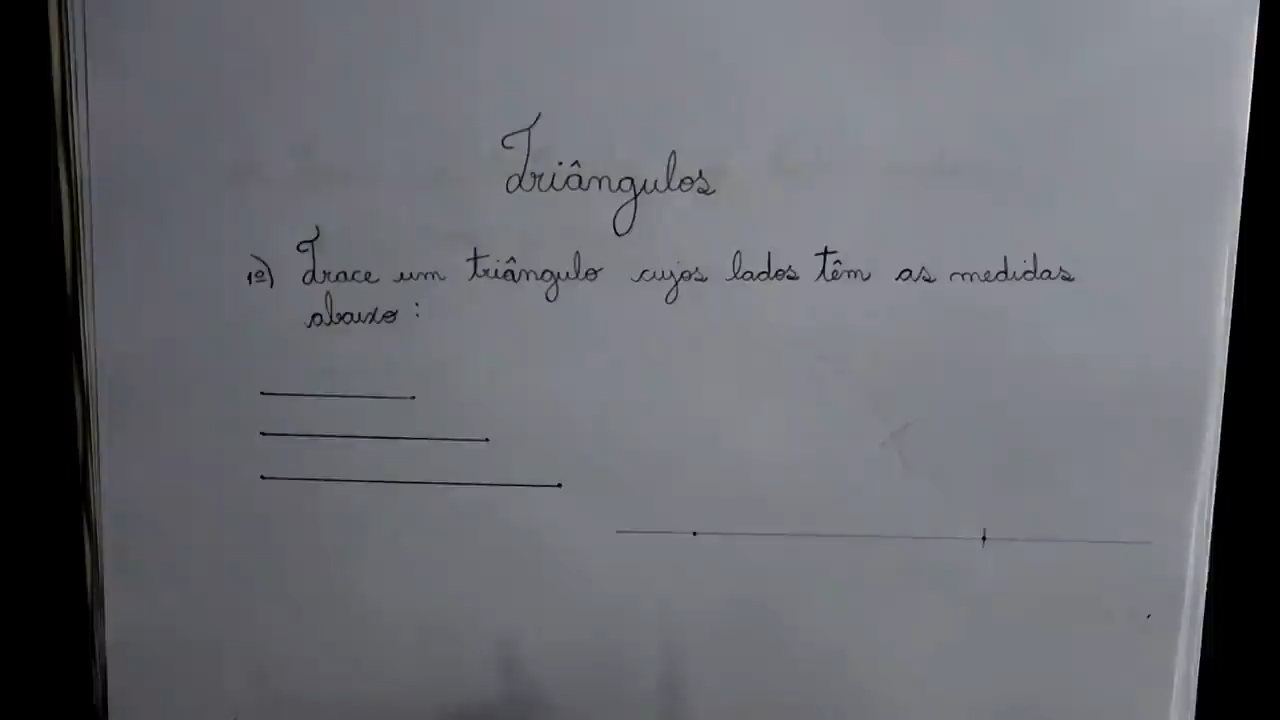 Triângulos
1º) Trace um triângulo cujos lados têm as medidas
abaixo :